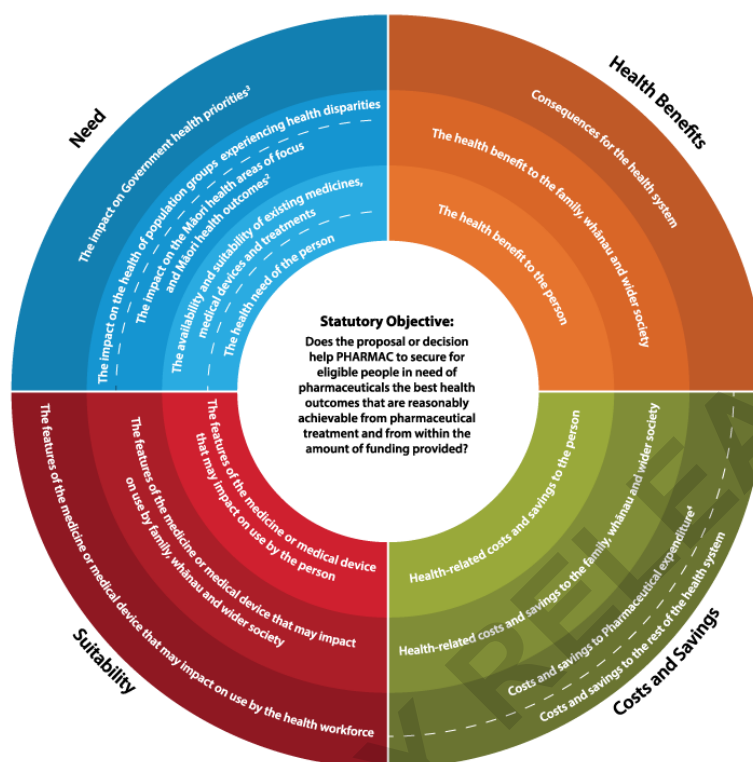 Need
The impact on Government health priorities³
The impact on the health of population groups experiencing health disparities
The impact on the Māori health areas of focus
and Māori health outcomes²
The availability and suitability of existing medicines,
medical devices and treatments
The health need of the person
Health Benefits
Consequences for the health system
The health benefit to the family, whānau and wider society
The health benefit to the person
Statutory Objective:
Does the proposal or decision
help PHARMAC to secure for
eligible people in need of
pharmaceuticals the best health
outcomes that are reasonably
achievable from pharmaceutical
treatment and from within the
amount of funding provided?
The features of the medicine or medical device
that may impact on use by the person
The features of the medicine or medical device that may impact
on use by family, whānau and wider society
The features of the medicine or medical device that may impact on use by the health workforce
Suitability
Health-related costs and savings to the person
Health-related costs and savings to the family, whānau and wider society
Costs and savings to Pharmaceutical expenditure⁴
Costs and savings to the rest of the health system
Costs and Savings